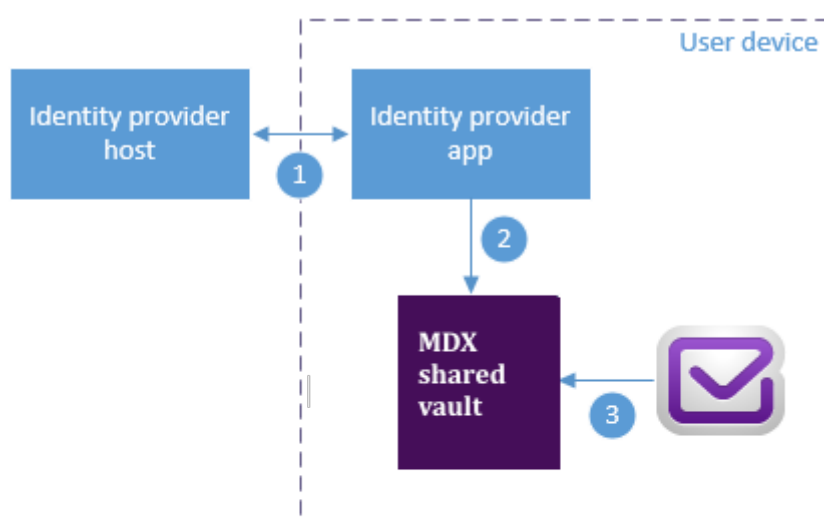 User device
Identity provider
host
Identity provider
app
1
2
MDX
shared
vault
3